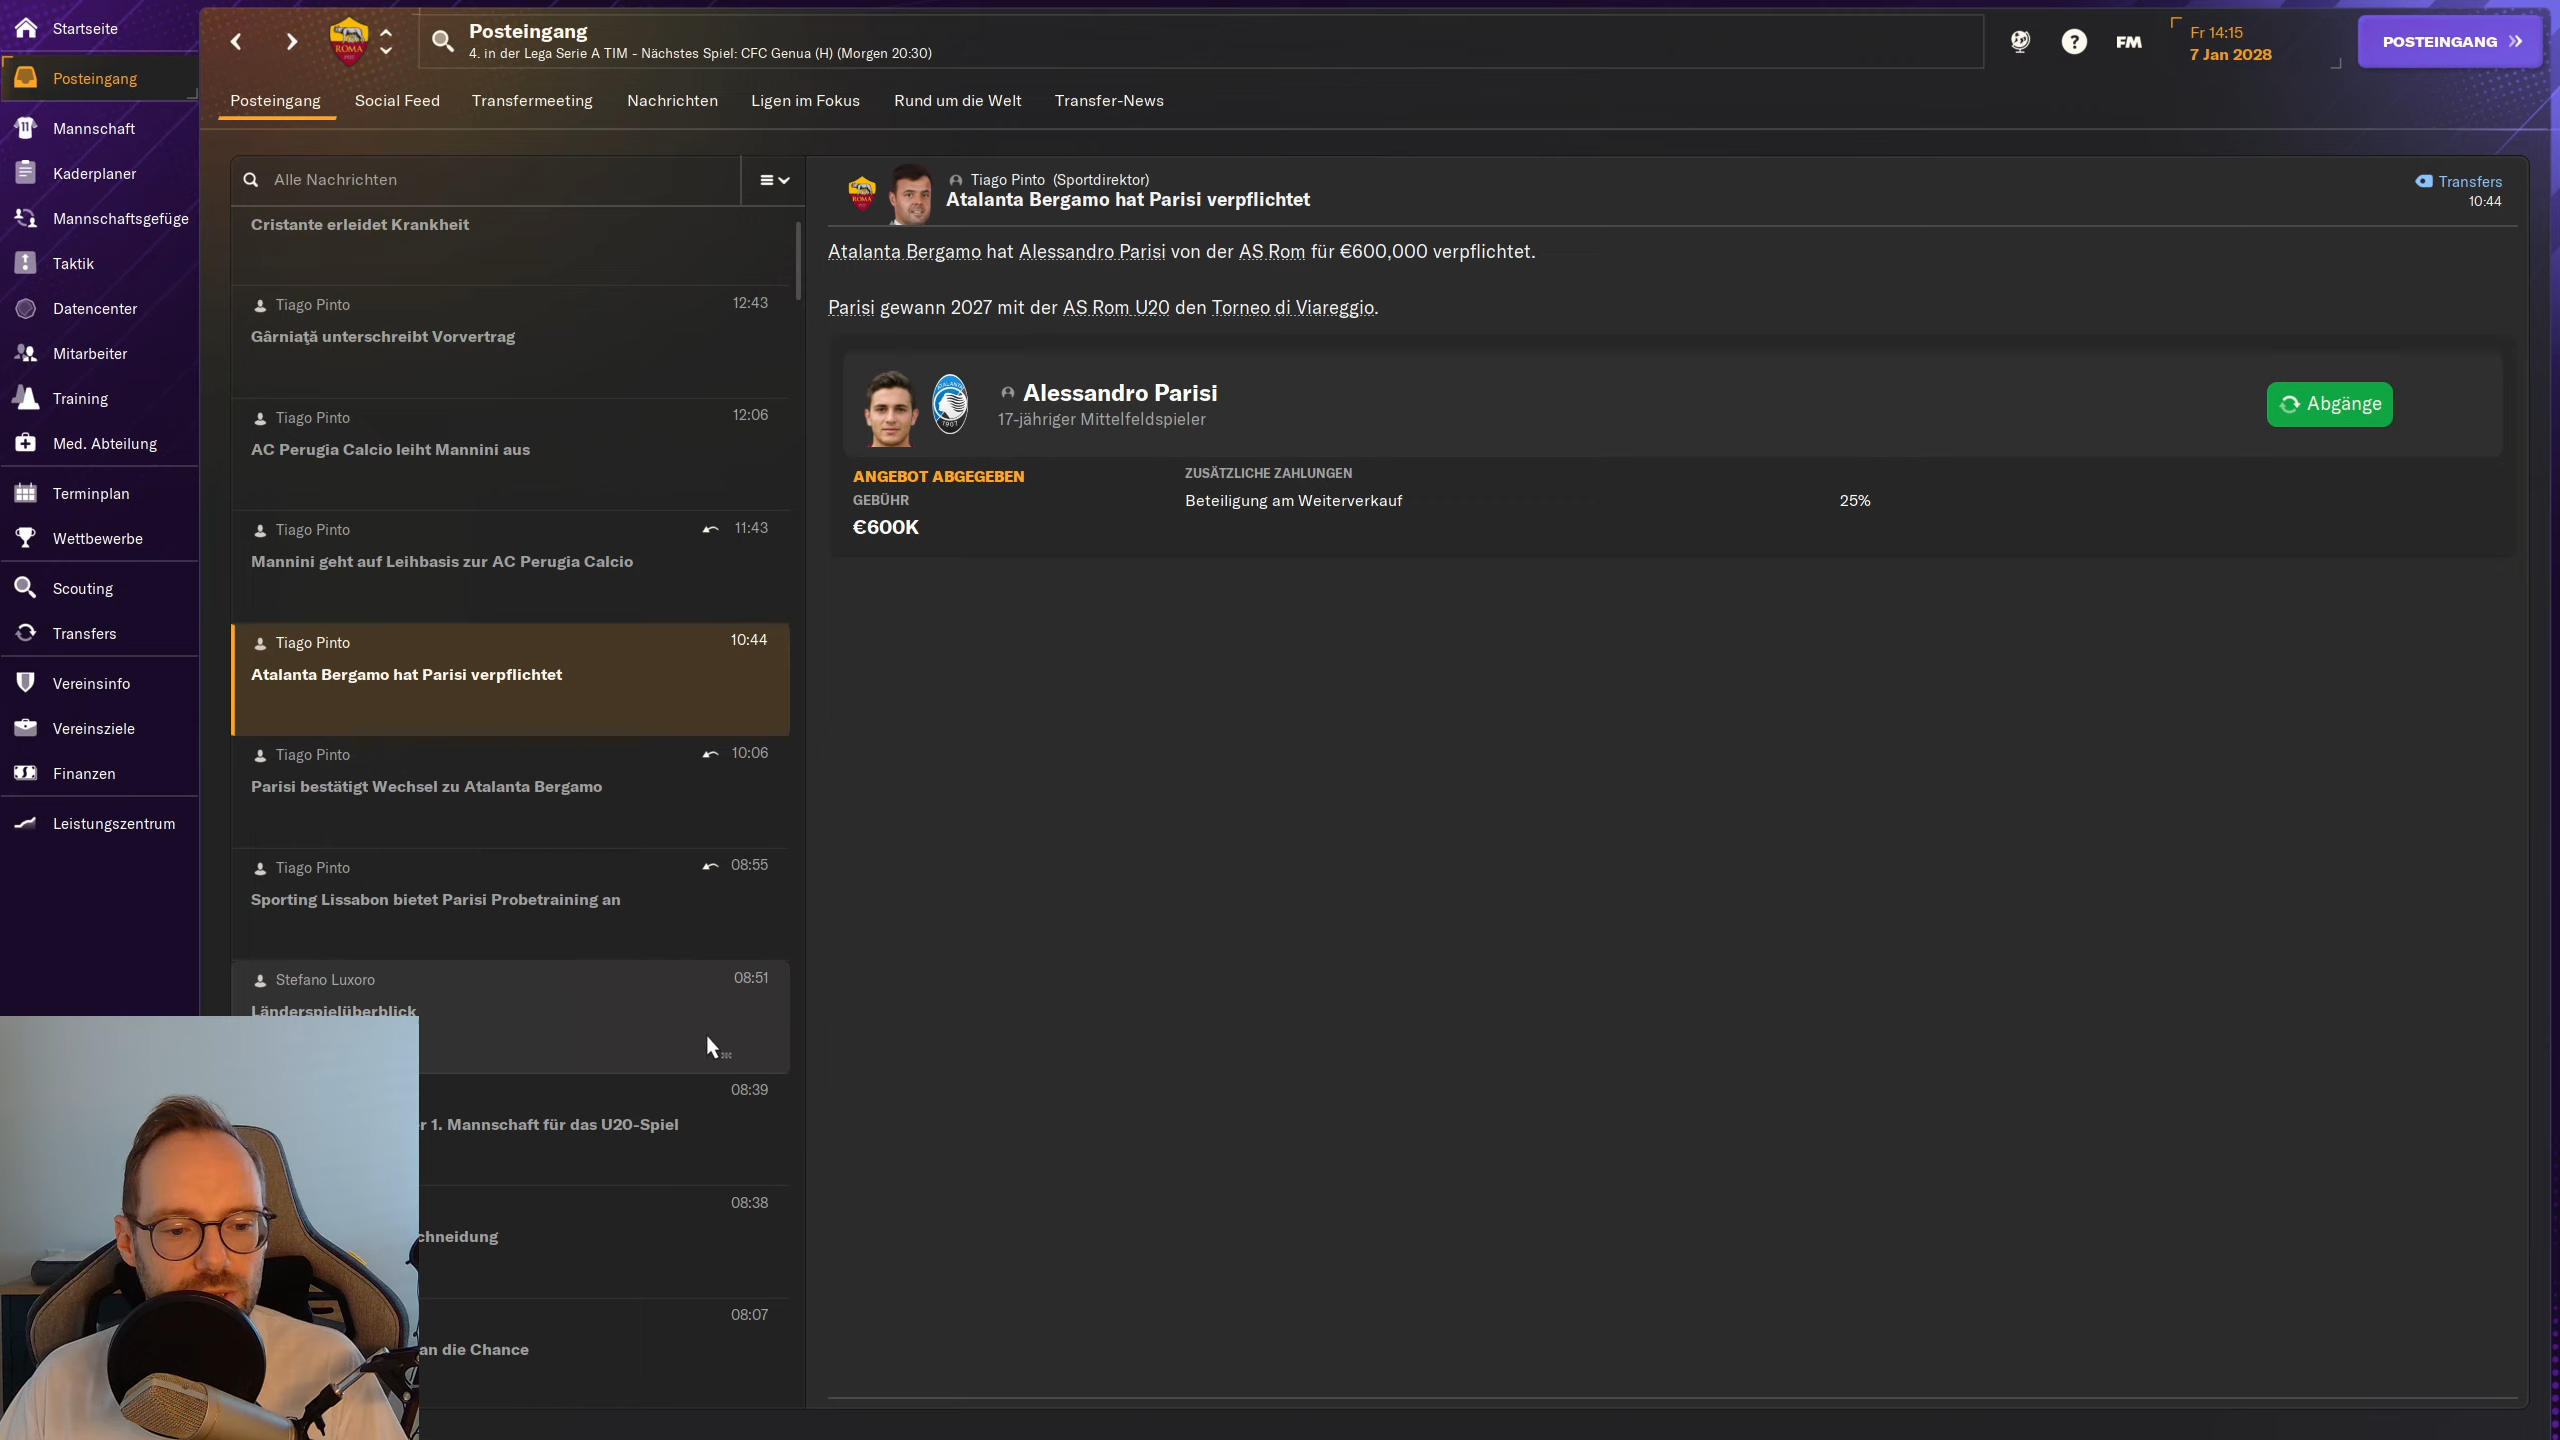 Startseite
Posteingang
Mannschaft
Kaderplaner
Mannschaftsgefüge
Taktik
Datencenter
Mitarbeiter
Training
Med. Abteilung
Terminplan
Wettbewerbe
Scouting
Transfers
Vereinsinfo
Vereinsziele
Finanzen
Leistungszentrum
ROMA
Posteingang
4. in der Lega Serie A TIM - Nächstes Spiel: CFC Genua (H) (Morgen 20:30)
?
FM
Fr 14:15
7 Jan 2028
POSTEINGANG
Posteingang
Social Feed
Transfermeeting
Nachrichten
Ligen im Fokus
Rund um die Welt
Transfer-News
Alle Nachrichten
Cristante erleidet Krankheit
Tiago Pinto
12:43
Gârniaţă unterschreibt Vorvertrag
Tiago Pinto
12:06
AC Perugia Calcio leiht Mannini aus
Tiago Pinto
11:43
Mannini geht auf Leihbasis zur AC Perugia Calcio
Tiago Pinto
10:44
Atalanta Bergamo hat Parisi verpflichtet
Tiago Pinto
10:06
Parisi bestätigt Wechsel zu Atalanta Bergamo
Tiago Pinto
08:55
Sporting Lissabon bietet Parisi Probetraining an
Stefano Luxoro
08:51
Länderspielüberblick
08:39
r 1. Mannschaft für das U20-Spiel
08:38
chneidung
08:07
an die Chance
Tiago Pinto (Sportdirektor)
Atalanta Bergamo hat Parisi verpflichtet
Transfers
10:44
Atalanta Bergamo hat Alessandro Parisi von der AS Rom für €600,000 verpflichtet.
Parisi gewann 2027 mit der AS Rom U20 den Torneo di Viareggio.
Alessandro Parisi
17-jähriger Mittelfeldspieler
Abgänge
ANGEBOT ABGEGEBEN
GEBÜHR
€600K
ZUSÄTZLICHE ZAHLUNGEN
Beteiligung am Weiterverkauf
25%